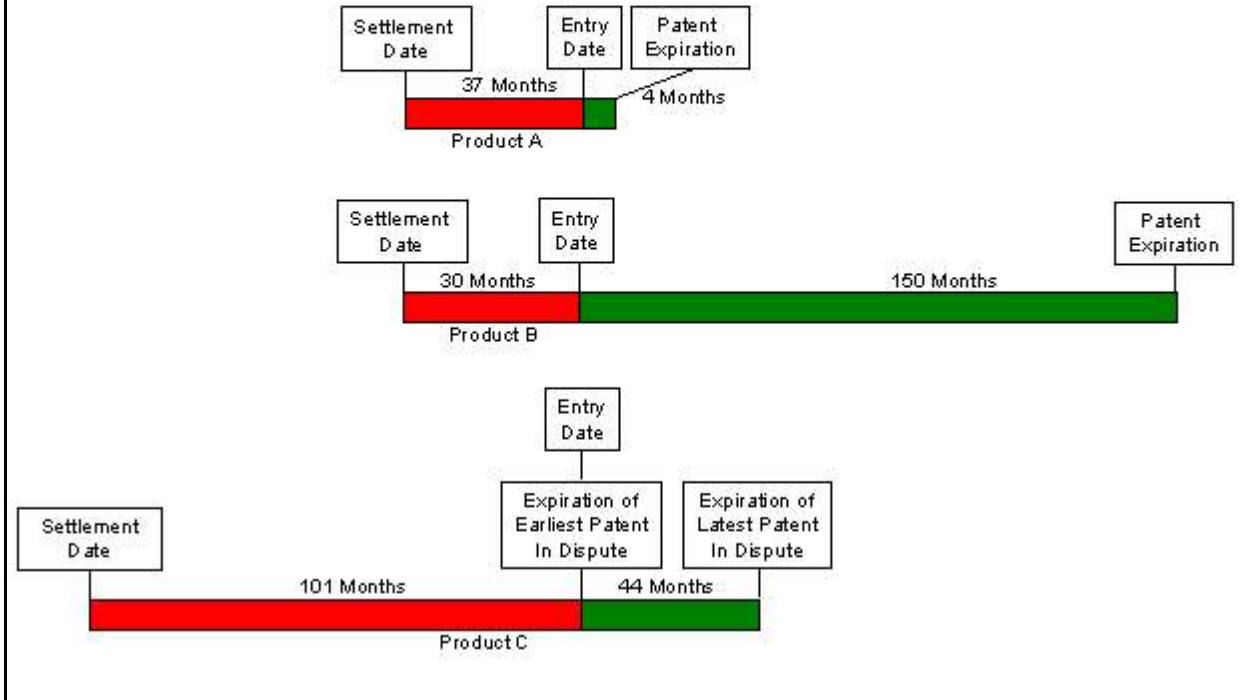 Settlement
Date
Entry
Date
Patent
Expiration
37 Months
4 Months
Product A
Settlement
Date
Entry
Date
Patent
Expiration
30 Months
150 Months
Product B
Entry
Date
Settlement
Date
Expiration of
Earliest Patent
In Dispute
Expiration of
Latest Patent
In Dispute
101 Months
44 Months
Product C